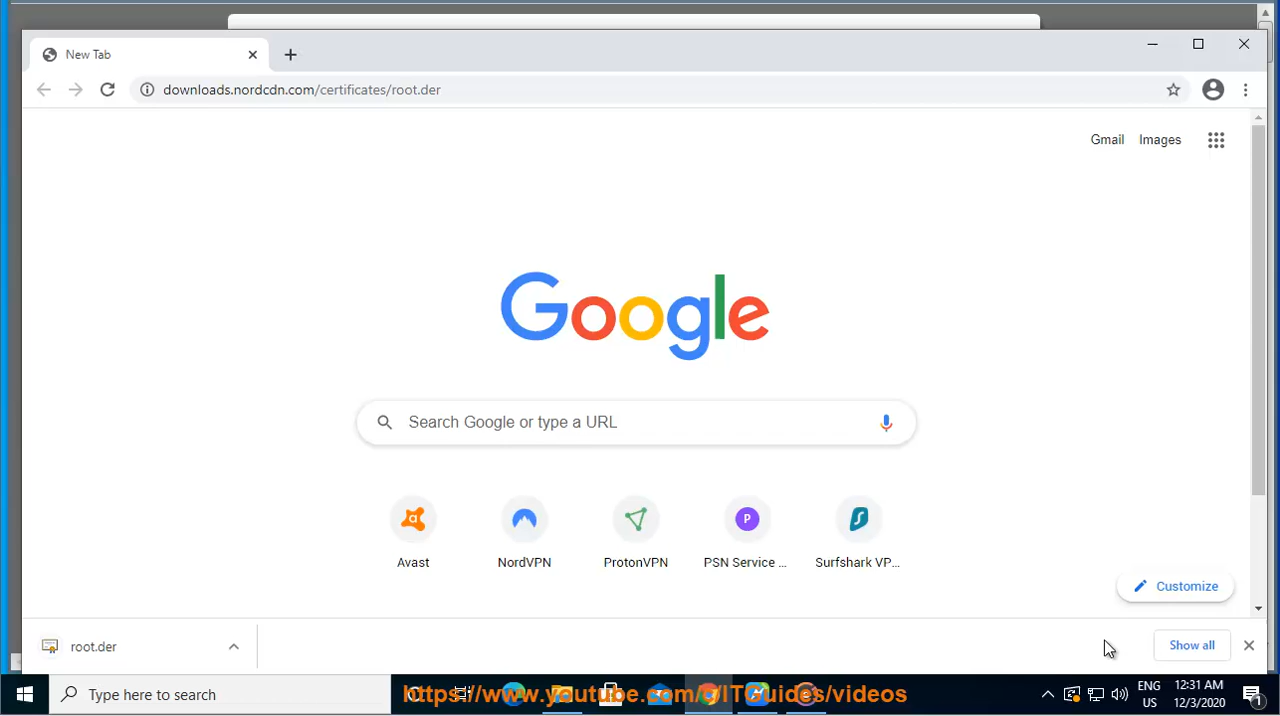 New Tab
downloads.nordcdn.com/certificates/root.der
Gmail Images
Google
Search Google or type a URL
P
Avast NordVPN ProtonVPN PSN Service ... Surfshark VP...
Customize
root.der
Show all
Type here to search
https://www.youtube.com/c/ITGuides/videos
ENG 12:31 AM
US 12/3/2020
1